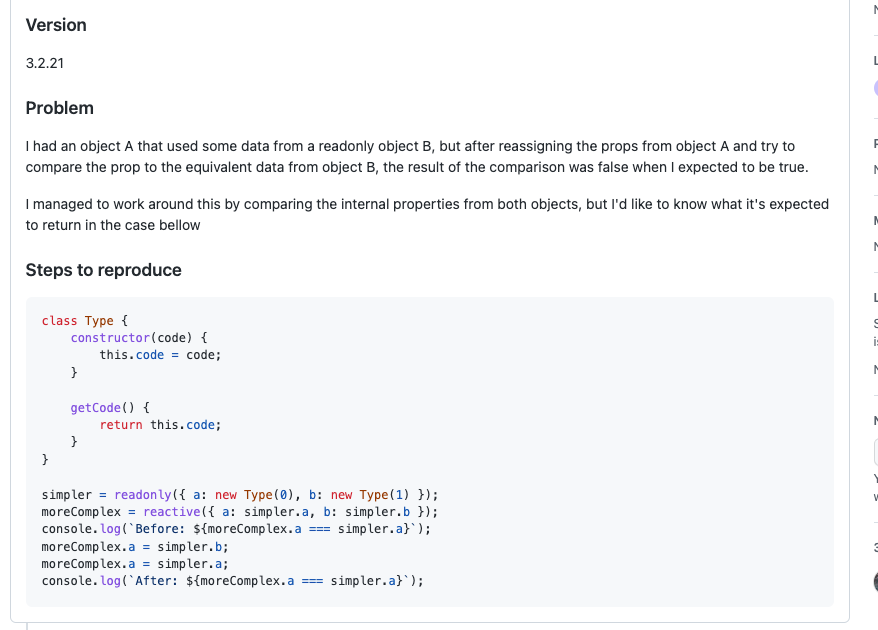 Version
3.2.21
Problem
I had an object A that used some data from a readonly object B, but after reassigning the props from object A and try to
compare the prop to the equivalent data from object B, the result of the comparison was false when I expected to be true.
I managed to work around this by comparing the internal properties from both objects, but I'd like to know what it's expected
to return in the case bellow
Steps to reproduce
class Type {
    constructor(code) {
        this.code = code;
    }

    getCode() {
        return this.code;
    }
}

simpler = readonly({ a: new Type(0), b: new Type(1) });
moreComplex = reactive({ a: simpler.a, b: simpler.b });
console.log(`Before: ${moreComplex.a === simpler.a}`);
moreComplex.a = simpler.b;
moreComplex.a = simpler.a;
console.log(`After: ${moreComplex.a === simpler.a}`);